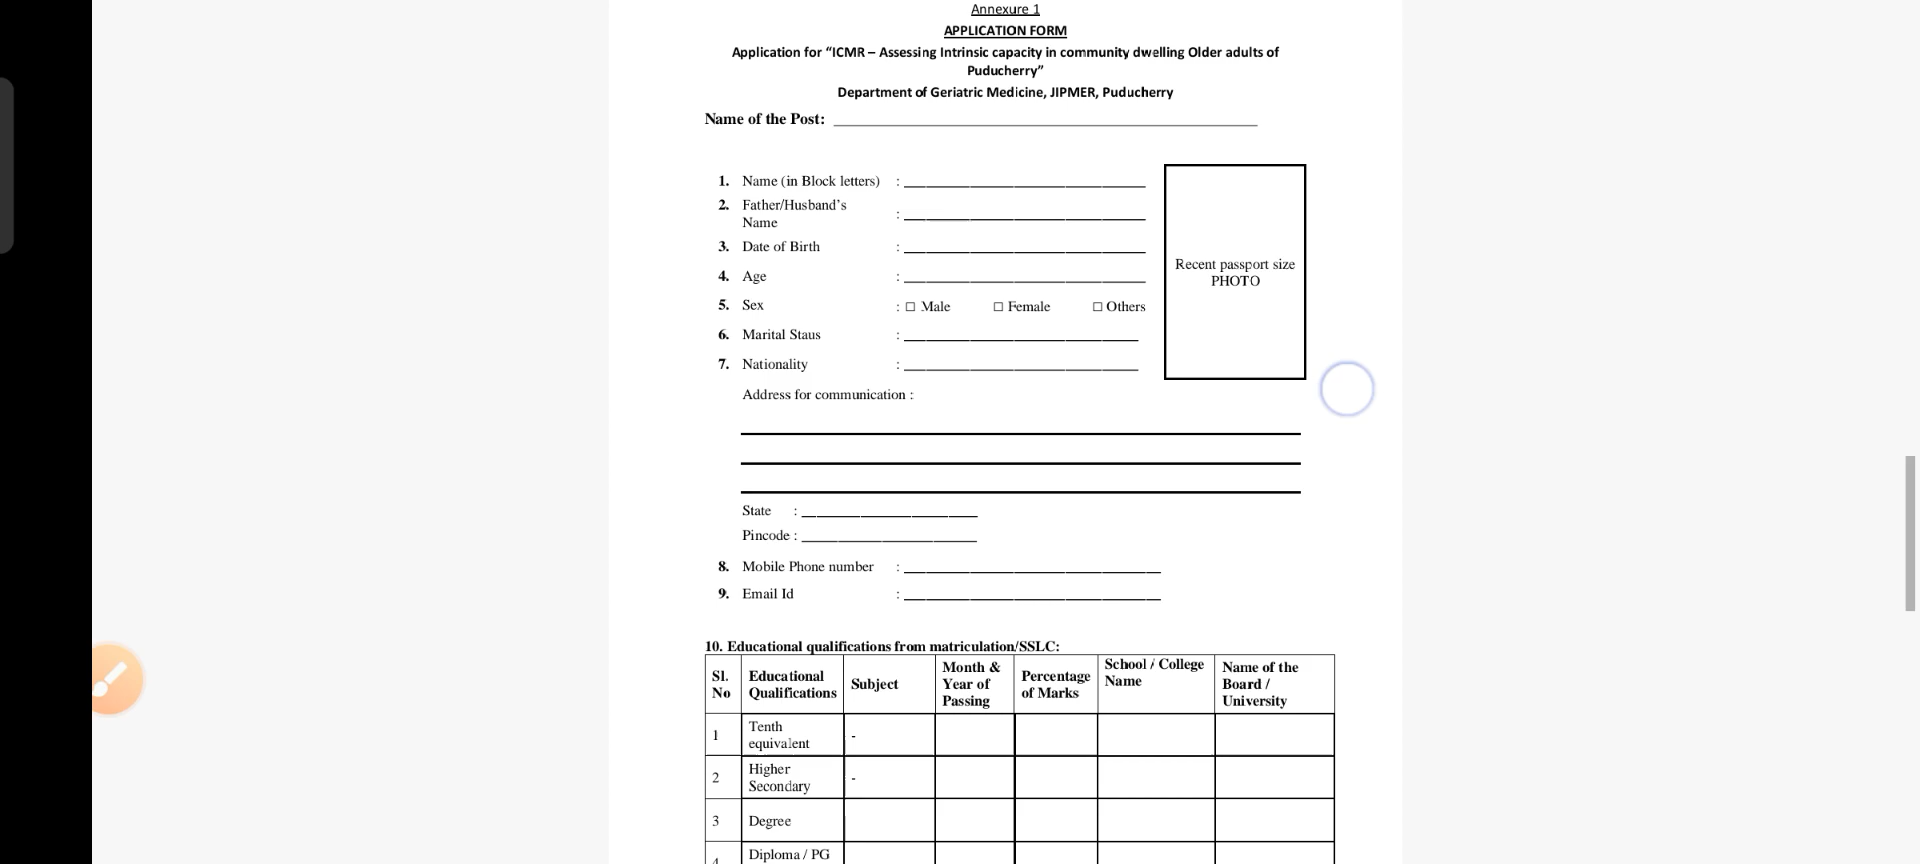 Annexure 1
APPLICATION FORM
Application for “ICMR – Assessing Intrinsic capacity in community dwelling Older adults of
Puducherry”
Department of Geriatric Medicine, JIPMER, Puducherry
Name of the Post:
1. Name (in Block letters) :
2. Father/Husband’s
Name :
3. Date of Birth :
4. Age :
5. Sex : ☐ Male ☐ Female ☐ Others
6. Marital Staus :
7. Nationality :
Recent passport size
PHOTO
Address for communication :
State :
Pincode :
8. Mobile Phone number :
9. Email Id :
10. Educational qualifications from matriculation/SSLC:
Sl.
No
Educational
Qualifications
Subject
Month &
Year of
Passing
Percentage
of Marks
School / College
Name
Name of the
Board /
University
1
Tenth
equivalent
-
2
Higher
Secondary
-
3 Degree
4
Diploma / PG